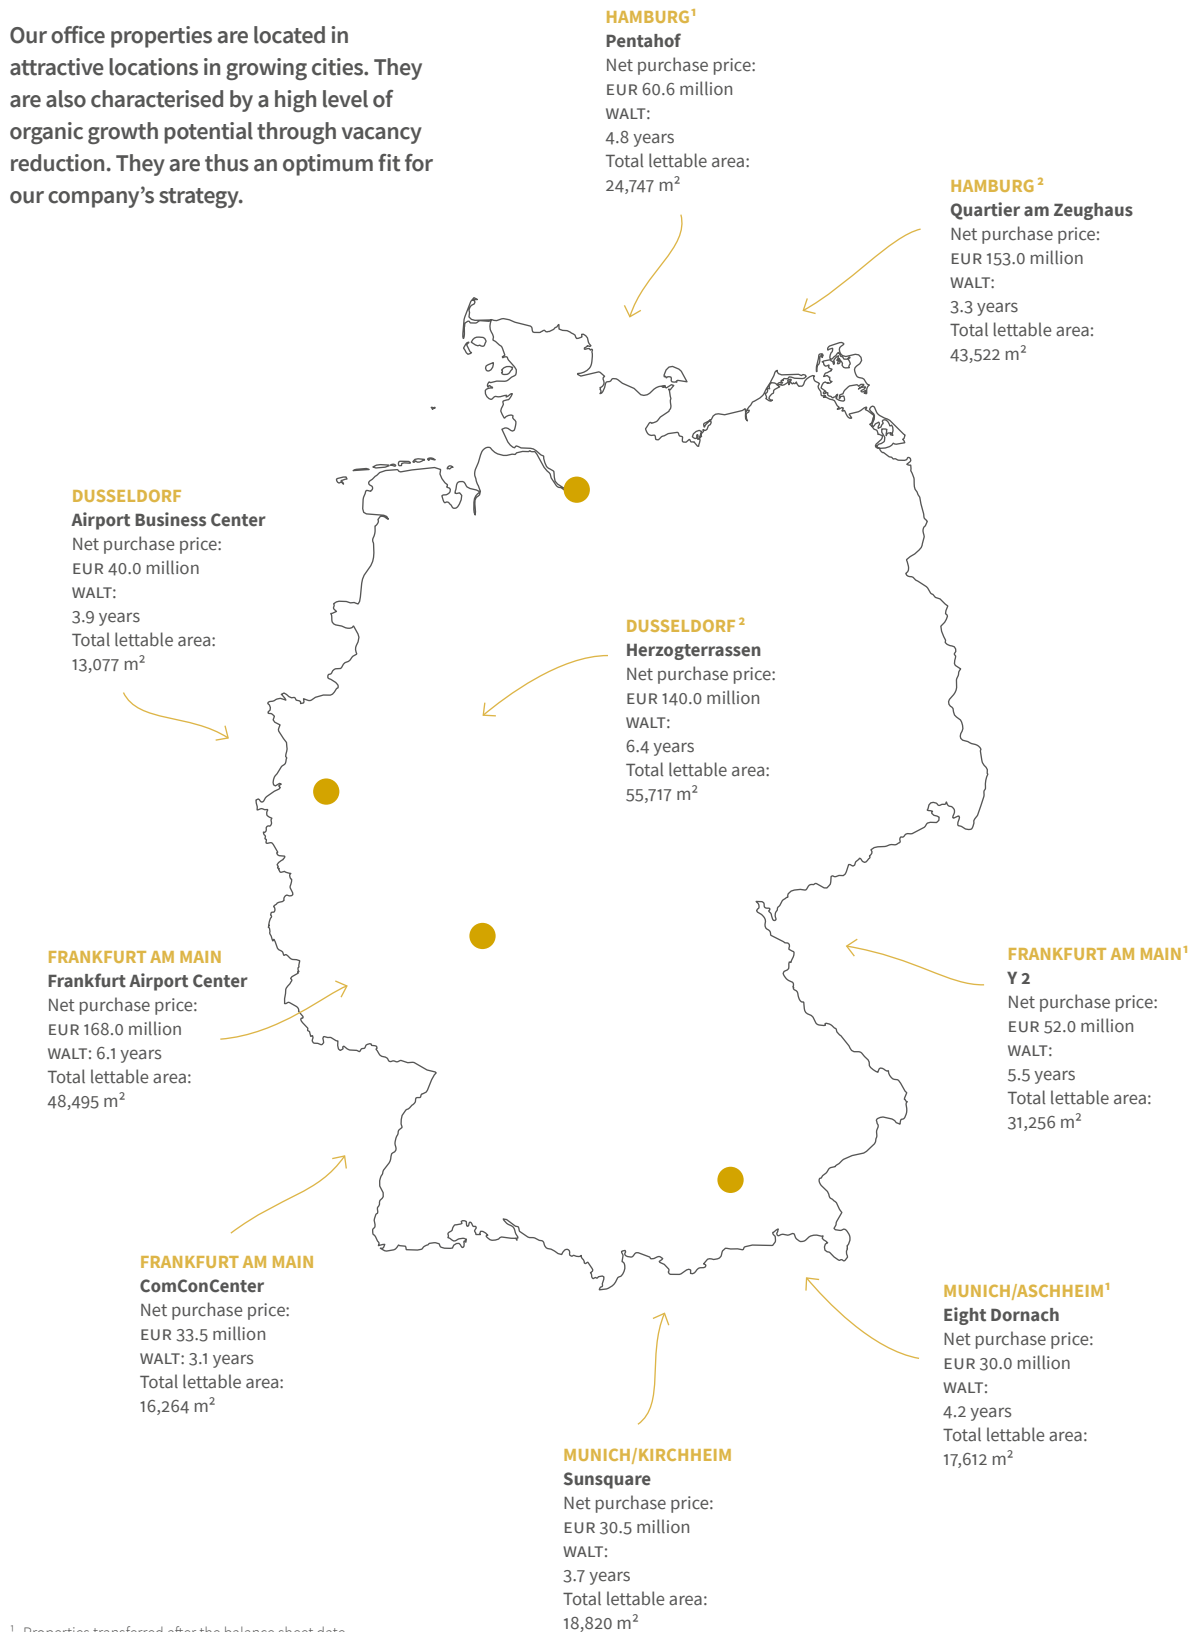 Our office properties are located in
attractive locations in growing cities. They
are also characterised by a high level of
organic growth potential through vacancy
reduction. They are thus an optimum fit for
our company’s strategy.
HAMBURG¹
Pentahof
Net purchase price:
EUR 60.6 million
WALT:
4.8 years
Total lettable area:
24,747 m²
HAMBURG²
Quartier am Zeughaus
Net purchase price:
EUR 153.0 million
WALT:
3.3 years
Total lettable area:
43,522 m²
DUSSELDORF
Airport Business Center
Net purchase price:
EUR 40.0 million
WALT:
3.9 years
Total lettable area:
13,077 m²
DUSSELDORF²
Herzogterrassen
Net purchase price:
EUR 140.0 million
WALT:
6.4 years
Total lettable area:
55,717 m²
FRANKFURT AM MAIN
Frankfurt Airport Center
Net purchase price:
EUR 168.0 million
WALT: 6.1 years
Total lettable area:
48,495 m²
FRANKFURT AM MAIN¹
Y 2
Net purchase price:
EUR 52.0 million
WALT:
5.5 years
Total lettable area:
31,256 m²
FRANKFURT AM MAIN
ComConCenter
Net purchase price:
EUR 33.5 million
WALT: 3.1 years
Total lettable area:
16,264 m²
MUNICH/ASCHHEIM¹
Eight Dornach
Net purchase price:
EUR 30.0 million
WALT:
4.2 years
Total lettable area:
17,612 m²
MUNICH/KIRCHHEIM
Sunsquare
Net purchase price:
EUR 30.5 million
WALT:
3.7 years
Total lettable area:
18,820 m²
¹ Properties transferred after the balance sheet date